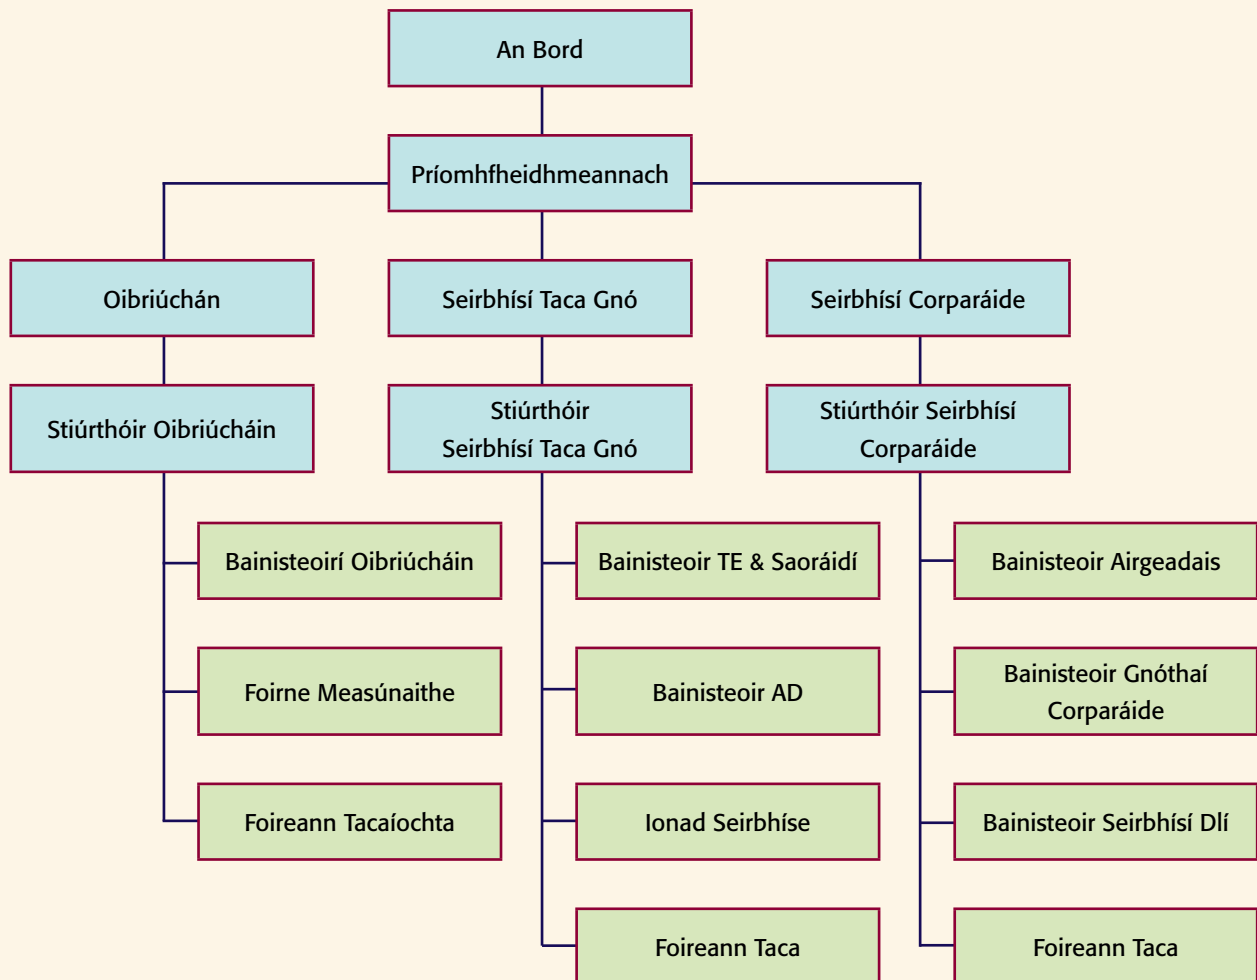 An Bord
Príomhfheidhmeannach
Oibriúchán
Seirbhísí Taca Gnó
Seirbhísí Corparáide
Stiúrthóir Oibriúcháin
Stiúrthóir
Seirbhísí Taca Gnó
Stiúrthóir Seirbhísí
Corparáide
Bainisteoirí Oibriúcháin
Bainisteoir TE & Saoráidí
Bainisteoir Airgeadais
Foirne Measúnaithe
Bainisteoir AD
Bainisteoir Gnóthaí
Corparáide
Foireann Tacaíochta
Ionad Seirbhíse
Bainisteoir Seirbhísí Dlí
Foireann Taca
Foireann Taca